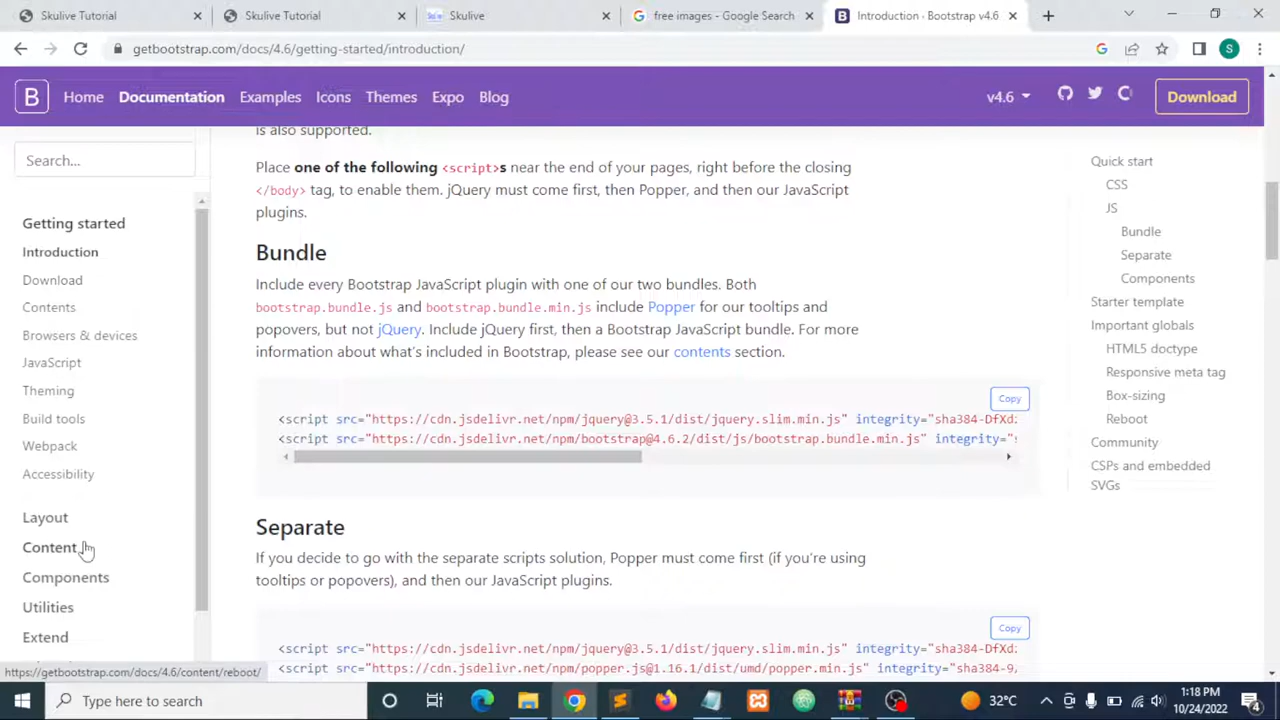 Skulive Tutorial
Skulive Tutorial
Skulive
free images - Google Search
Introduction · Bootstrap v4.6
getbootstrap.com/docs/4.6/getting-started/introduction/
S
B
Home
Documentation
Examples
Icons
Themes
Expo
Blog
v4.6
Download
Search...
Getting started
Introduction
Download
Contents
Browsers & devices
JavaScript
Theming
Build tools
Webpack
Accessibility
Layout
Content
Components
Utilities
Extend
is also supported.
Place one of the following <script>s near the end of your pages, right before the closing
</body> tag, to enable them. jQuery must come first, then Popper, and then our JavaScript
plugins.
Bundle
Include every Bootstrap JavaScript plugin with one of our two bundles. Both
bootstrap.bundle.js and bootstrap.bundle.min.js include Popper for our tooltips and
popovers, but not jQuery. Include jQuery first, then a Bootstrap JavaScript bundle. For more
information about what's included in Bootstrap, please see our contents section.
Copy
<script src="https://cdn.jsdelivr.net/npm/jquery@3.5.1/dist/jquery.slim.min.js" integrity="sha384-DfXd
<script src="https://cdn.jsdelivr.net/npm/bootstrap@4.6.2/dist/js/bootstrap.bundle.min.js" integrity="
Separate
If you decide to go with the separate scripts solution, Popper must come first (if you're using
tooltips or popovers), and then our JavaScript plugins.
Copy
<script src="https://cdn.jsdelivr.net/npm/jquery@3.5.1/dist/jquery.slim.min.js" integrity="sha384-DfXd
<script src="https://cdn.jsdelivr.net/npm/popper.js@1.16.1/dist/umd/popper.min.js" integrity="sha384-9
Quick start
CSS
JS
Bundle
Separate
Components
Starter template
Important globals
HTML5 doctype
Responsive meta tag
Box-sizing
Reboot
Community
CSPs and embedded
SVGs
https://getbootstrap.com/docs/4.6/content/reboot/
Type here to search
32°C
1:18 PM
10/24/2022
4